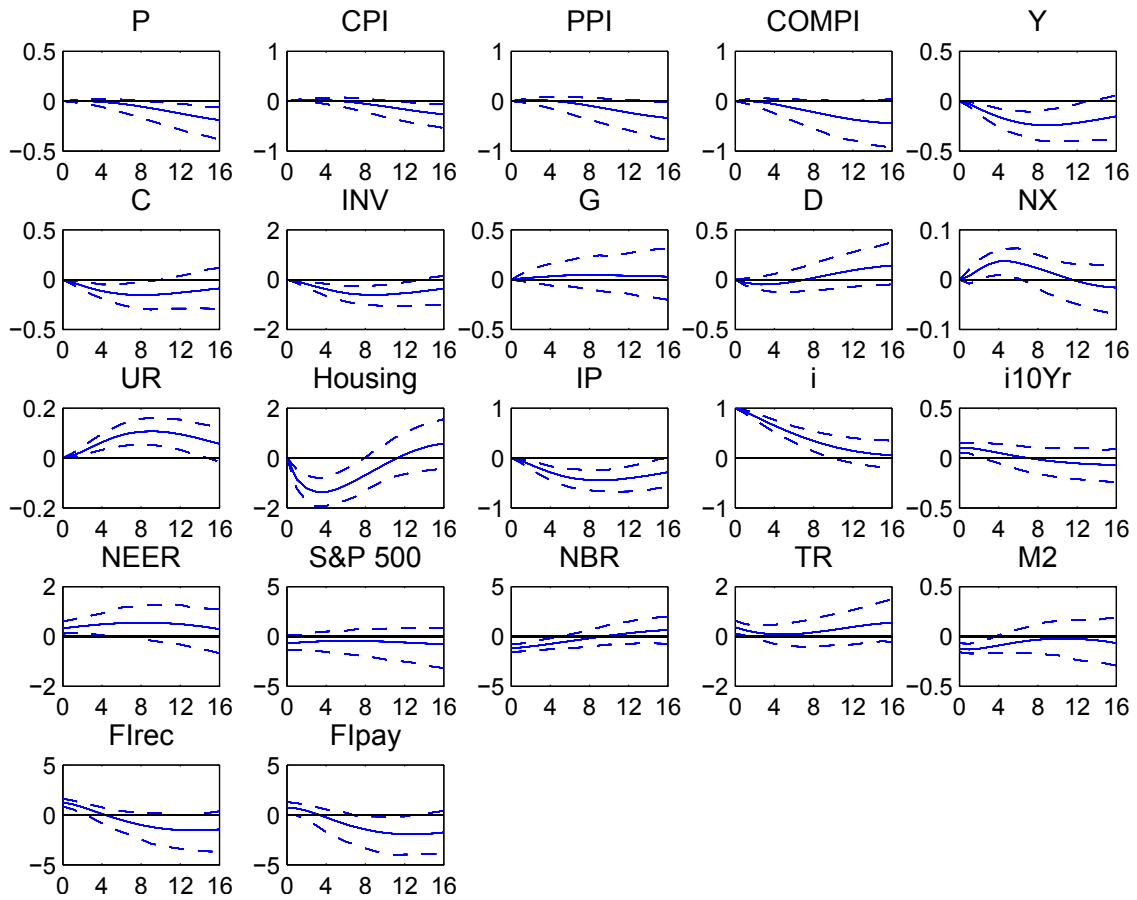 P CPI PPI COMPI Y
0.5 1 1 1 0.5
0 0 0 0 0
−0.5 −1 −1 −1 −0.5
0 4 8 12 16 0 4 8 12 16 0 4 8 12 16 0 4 8 12 16 0 4 8 12 16
C INV G D NX
0.5 2 0.5 0.5 0.1
0 0 0 0 0
−0.5 −2 −0.5 −0.5 −0.1
0 4 8 12 16 0 4 8 12 16 0 4 8 12 16 0 4 8 12 16 0 4 8 12 16
UR Housing IP i i10Yr
0.2 2 1 1 0.5
0 0 0 0 0
−0.2 −2 −1 −1 −0.5
0 4 8 12 16 0 4 8 12 16 0 4 8 12 16 0 4 8 12 16 0 4 8 12 16
NEER S&P 500 NBR TR M2
2 5 5 2 0.5
0 0 0 0 0
−2 −5 −5 −2 −0.5
0 4 8 12 16 0 4 8 12 16 0 4 8 12 16 0 4 8 12 16 0 4 8 12 16
FIrec FIpay
5 5
0 0
−5 −5
0 4 8 12 16 0 4 8 12 16